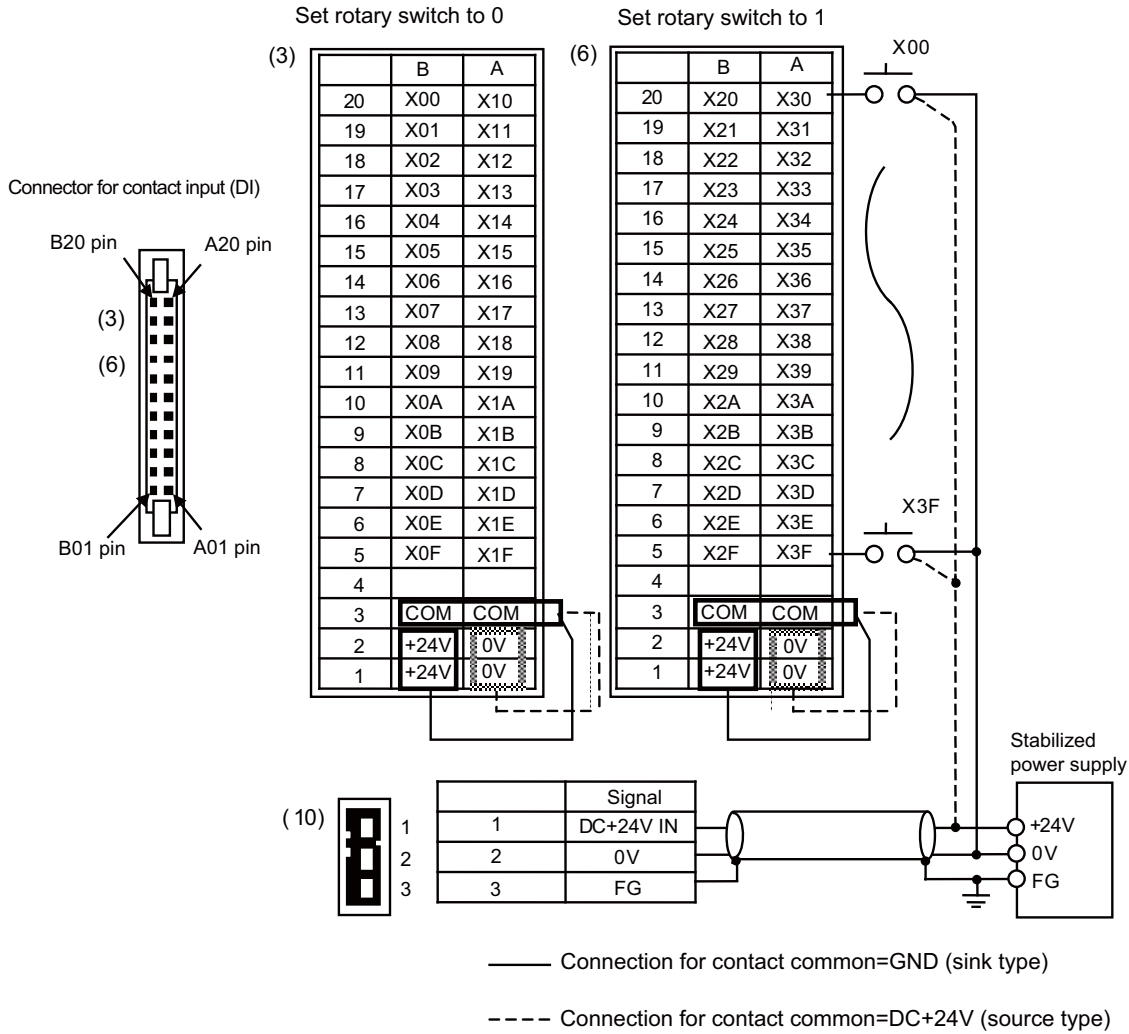 Set rotary switch to 0
Set rotary switch to 1
(3)
B A
20 X00 X10
19 X01 X11
18 X02 X12
17 X03 X13
16 X04 X14
15 X05 X15
14 X06 X16
13 X07 X17
12 X08 X18
11 X09 X19
10 X0A X1A
9 X0B X1B
8 X0C X1C
7 X0D X1D
6 X0E X1E
5 X0F X1F
4
3 COM COM
2 +24V 0V
1 +24V 0V
(6)
B A
20 X20 X30
19 X21 X31
18 X22 X32
17 X23 X33
16 X24 X34
15 X25 X35
14 X26 X36
13 X27 X37
12 X28 X38
11 X29 X39
10 X2A X3A
9 X2B X3B
8 X2C X3C
7 X2D X3D
6 X2E X3E
5 X2F X3F
4
3 COM COM
2 +24V 0V
1 +24V 0V
X00
X3F
Connector for contact input (DI)
B20 pin
A20 pin
(3)
(6)
B01 pin
A01 pin
(10)
1
2
3
Signal
1 DC+24V IN
2 0V
3 FG
Stabilized
power supply
+24V
0V
FG
Connection for contact common=GND (sink type)
Connection for contact common=DC+24V (source type)